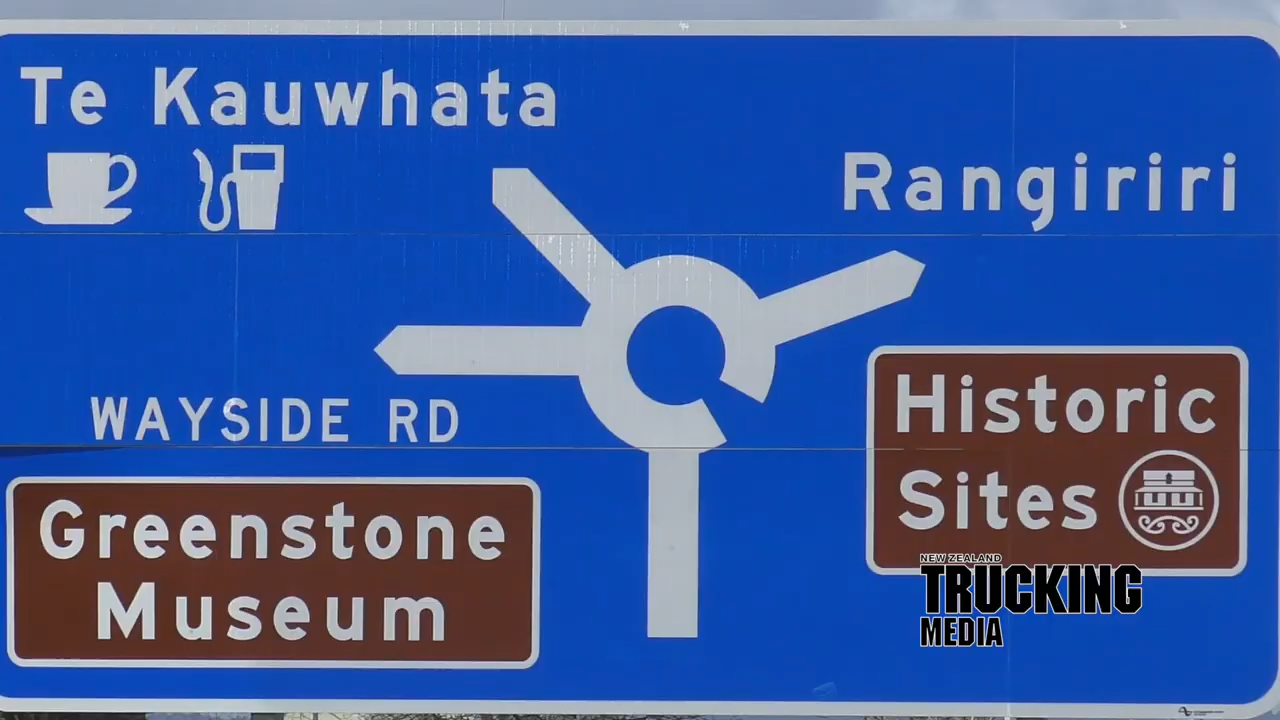 Te Kauwhata
Rangiriri
WAYSIDE RD
Greenstone
Museum
Historic
Sites
NEW ZEALAND
TRUCKING
MEDIA